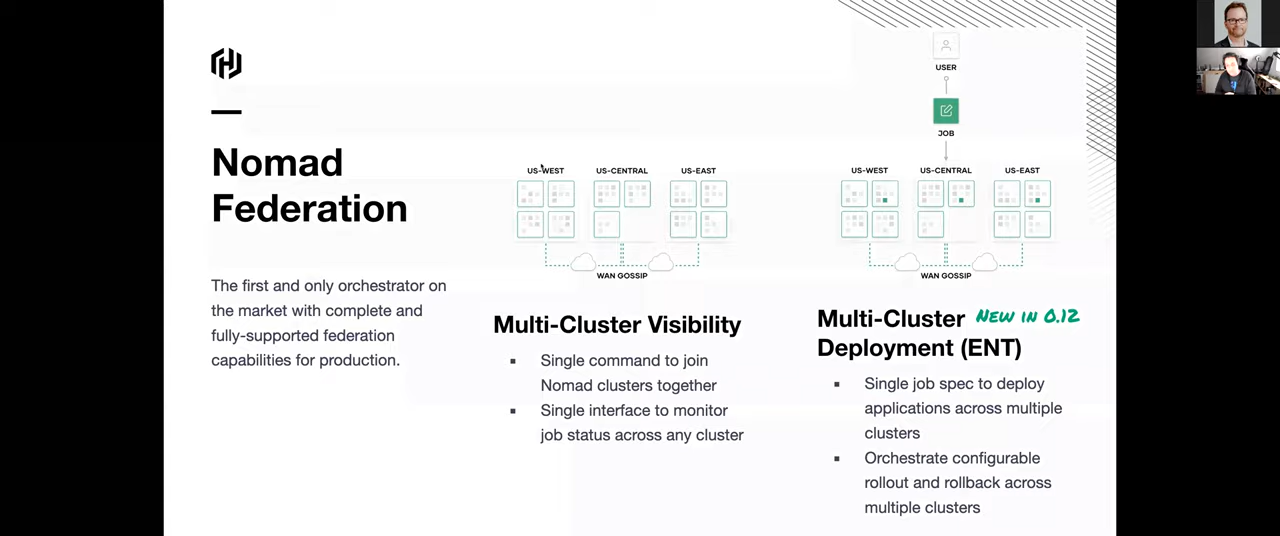 Nomad
Federation
The first and only orchestrator on
the market with complete and
fully-supported federation
capabilities for production.
US-WEST US-CENTRAL US-EAST
WAN GOSSIP
Multi-Cluster Visibility
Single command to join
Nomad clusters together
Single interface to monitor
job status across any cluster
USER
JOB
US-WEST US-CENTRAL US-EAST
WAN GOSSIP
Multi-Cluster NEW IN 0.12
Deployment (ENT)
Single job spec to deploy
applications across multiple
clusters
Orchestrate configurable
rollout and rollback across
multiple clusters